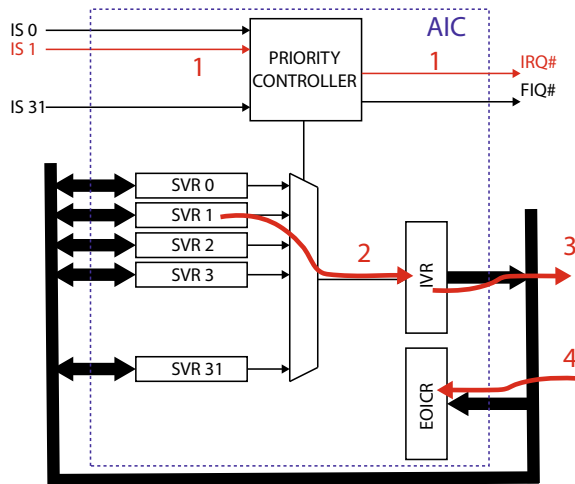 IS 0
IS 1
IS 31
1
AIC
PRIORITY
CONTROLLER
1
IRQ#
FIQ#
SVR 0
SVR 1
SVR 2
SVR 3
SVR 31
2
IVR
3
EOICR
4